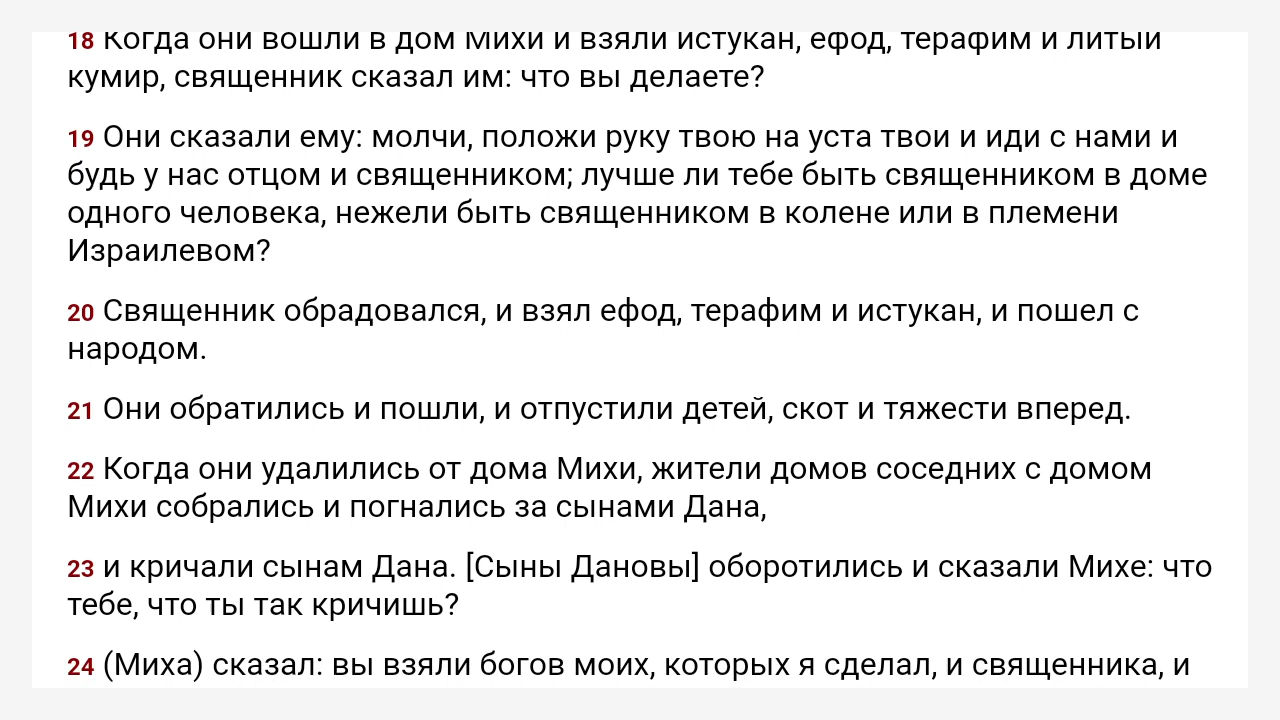 18 Когда они вошли в дом Михи и взяли истукан, ефод, терафим и литый
кумир, священник сказал им: что вы делаете?
19 Они сказали ему: молчи, положи руку твою на уста твои и иди с нами и
будь у нас отцом и священником; лучше ли тебе быть священником в доме
одного человека, нежели быть священником в колене или в племени
Израилевом?
20 Священник обрадовался, и взял ефод, терафим и истукан, и пошел с
народом.
21 Они обратились и пошли, и отпустили детей, скот и тяжести вперед.
22 Когда они удалились от дома Михи, жители домов соседних с домом
Михи собрались и погнались за сынами Дана,
23 и кричали сынам Дана. [Сыны Дановы] оборотились и сказали Михе: что
тебе, что ты так кричишь?
24 (Миха) сказал: вы взяли богов моих, которых я сделал, и священника, и